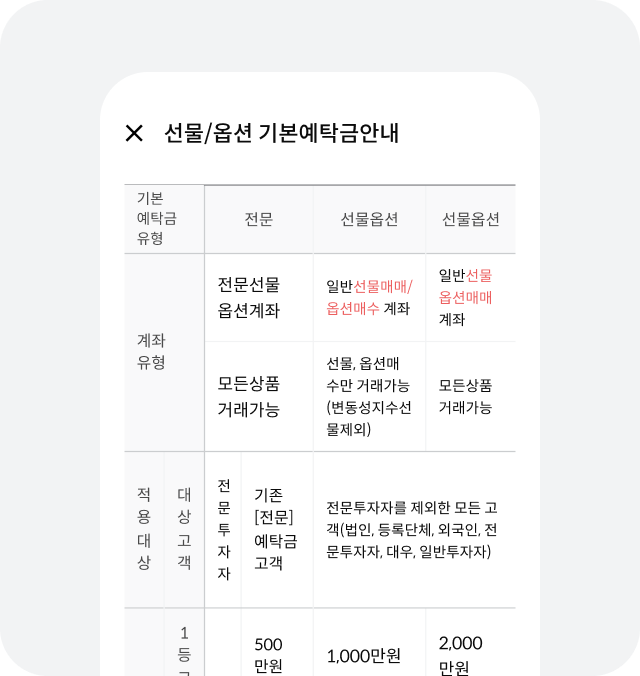 선물/옵션 기본예탁금안내
기본
예탁금
유형
전문
선물옵션
선물옵션
계좌
유형
전문선물
옵션계좌
일반선물매매/
옵션매수 계좌
일반선물
옵션매매
계좌
모든상품
거래가능
선물, 옵션매
수만 거래가능
(변동성지수선
물제외)
모든상품
거래가능
적
용
대
상
대
상
고
객
전
문
투
자
자
기존
[전문]
예탁금
고객
전문투자자를 제외한 모든 고
객(법인, 등록단체, 외국인, 전
문투자자, 대우, 일반투자자)
1
등
500
만원
1,000만원
2,000
만원